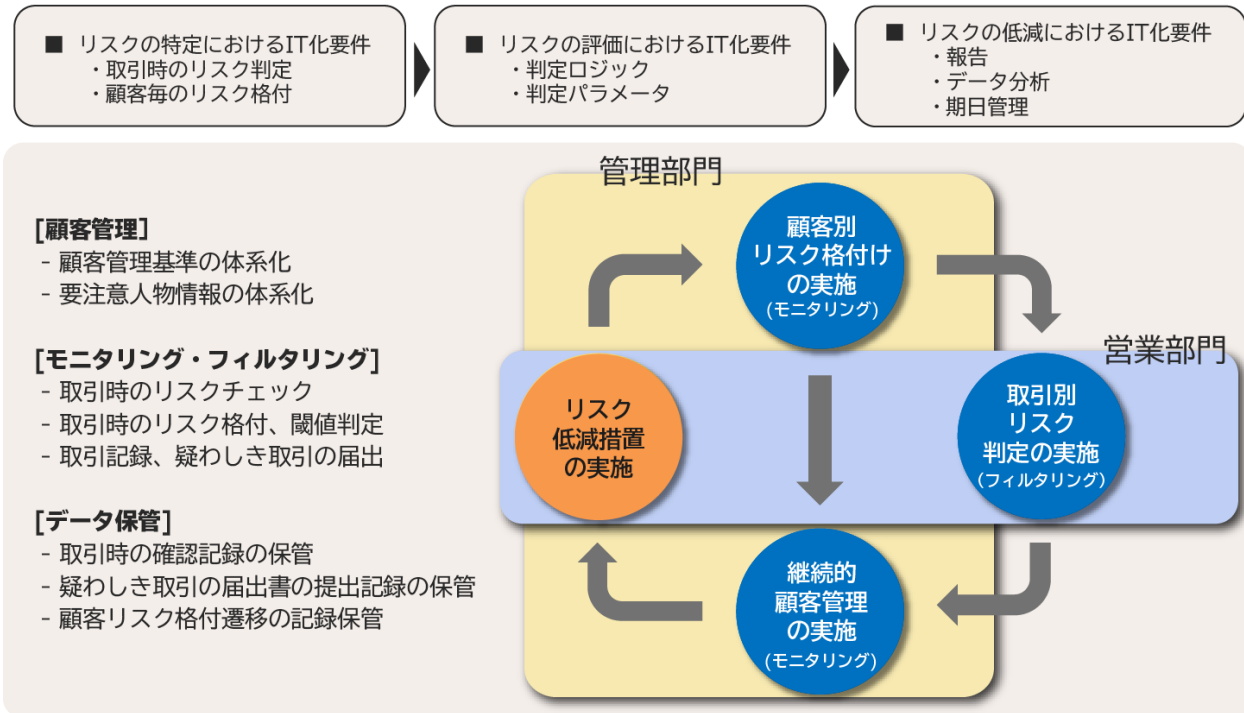 ■ リスクの特定におけるIT化要件
・取引時のリスク判定
・顧客毎のリスク格付
■ リスクの評価におけるIT化要件
・判定ロジック
・判定パラメータ
■ リスクの低減におけるIT化要件
・報告
・データ分析
・期日管理
[顧客管理]
- 顧客管理基準の体系化
- 要注意人物情報の体系化
[モニタリング・フィルタリング]
- 取引時のリスクチェック
- 取引時のリスク格付、閾値判定
- 取引記録、疑わしき取引の届出
[データ保管]
- 取引時の確認記録の保管
- 疑わしき取引の届出書の提出記録の保管
- 顧客リスク格付遷移の記録保管
管理部門
顧客別
リスク格付け
の実施
(モニタリング)
営業部門
取引別
リスク
判定の実施
(フィルタリング)
継続的
顧客管理
の実施
(モニタリング)
リスク
低減措置
の実施